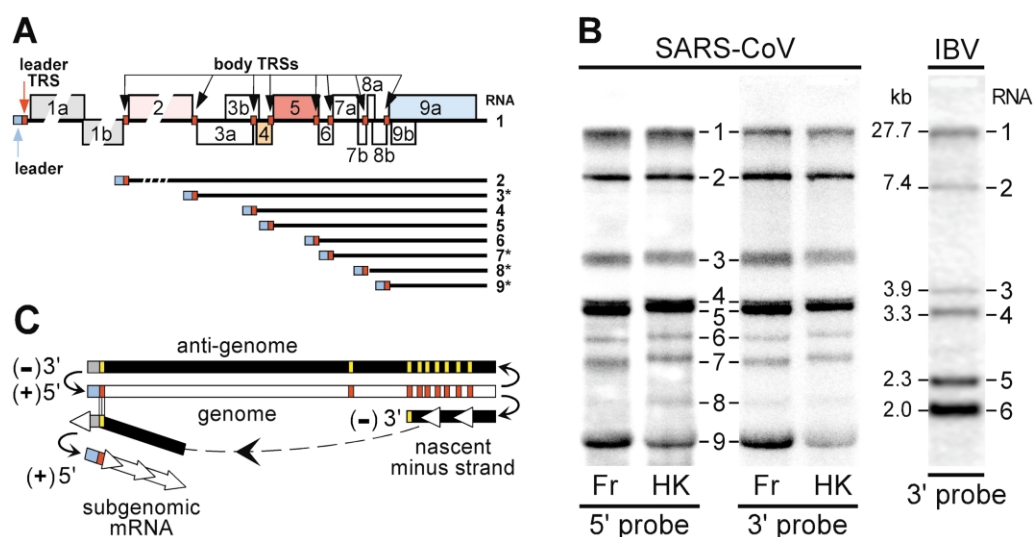 A
leader
TRS
body TRSs
8a
RNA
1a
2
3b
5
7a
9a
1
1b
3a
4
6
7b
8b
9b
leader
2
3*
4
5
6
7*
8*
9*
C
anti-genome
(–)3'
(+)5'
genome
(–) 3'
nascent
minus strand
(+)5'
subgenomic
mRNA
B
SARS-CoV
IBV
kb
RNA
1
2
3
4
5
6
7
8
9
27.7
7.4
3.9
3.3
2.3
2.0
1
2
3
4
5
6
Fr HK Fr HK
5' probe 3' probe
3' probe